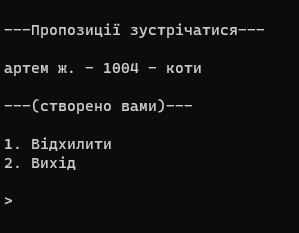 ---Пропозиції зустрічатися---
артем ж. - 1004 - коти
---(створено вами)---
1. Відхилити
2. Вихід
>